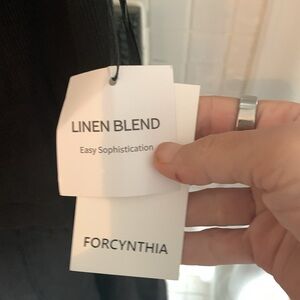 LINEN BLEND
Easy Sophistication
FORCYNTHIA